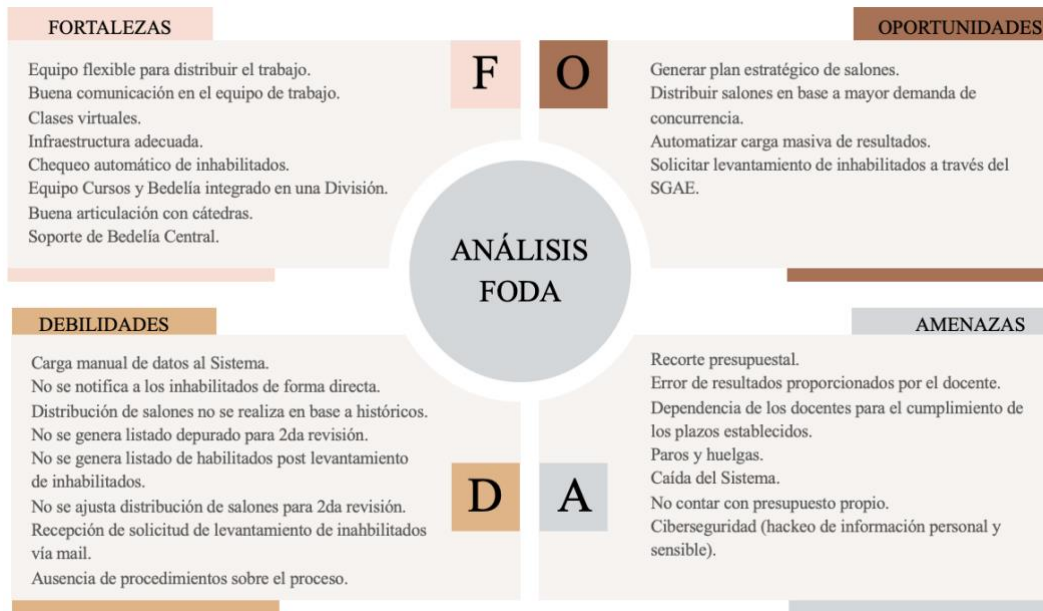 FORTALEZAS
Equipo flexible para distribuir el trabajo.
Buena comunicación en el equipo de trabajo.
Clases virtuales.
Infraestructura adecuada.
Chequeo automático de inhabilitados.
Equipo Cursos y Bedelía integrado en una División.
Buena articulación con cátedras.
Soporte de Bedelía Central.
F
O
OPORTUNIDADES
Generar plan estratégico de salones.
Distribuir salones en base a mayor demanda de
concurrencia.
Automatizar carga masiva de resultados.
Solicitar levantamiento de inhabilitados a través del
SGAE.
ANÁLISIS
FODA
DEBILIDADES
Carga manual de datos al Sistema.
No se notifica a los inhabilitados de forma directa.
Distribución de salones no se realiza en base a históricos.
No se genera listado depurado para 2da revisión.
No se genera listado de habilitados post levantamiento
de inhabilitados.
No se ajusta distribución de salones para 2da revisión.
Recepción de solicitud de levantamiento de inahbilitados
vía mail.
Ausencia de procedimientos sobre el proceso.
D
A
AMENAZAS
Recorte presupuestal.
Error de resultados proporcionados por el docente.
Dependencia de los docentes para el cumplimiento de
los plazos establecidos.
Paros y huelgas.
Caída del Sistema.
No contar con presupuesto propio.
Ciberseguridad (hackeo de información personal y
sensible).